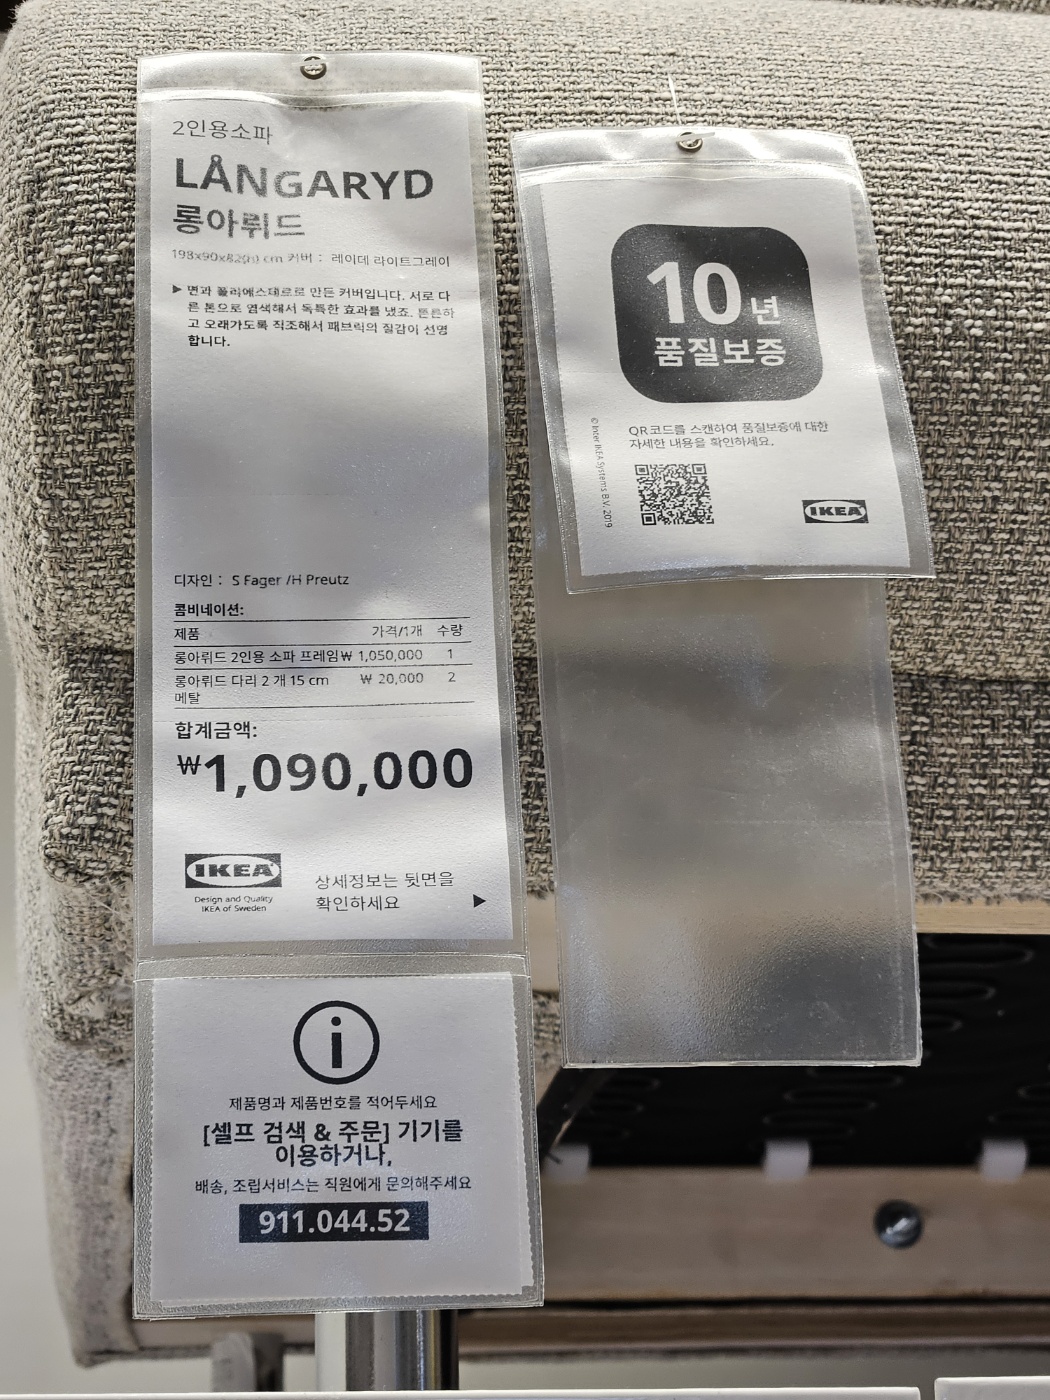 2인용소파
LÅNGARYD
롱아뤼드
198x90x82(h) cm 커버 : 레이데 라이트그레이
▶ 면과 폴리에스테르로 만든 커버입니다. 서로 다
른 톤으로 염색해서 독특한 효과를 냈죠. 튼튼하
고 오래가도록 직조해서 패브릭의 질감이 선명
합니다.
디자인 : S Fager /H Preutz
콤비네이션:
제품 가격/1개 수량
롱아뤼드 2인용 소파 프레임 ₩ 1,050,000 1
롱아뤼드 다리 2 개 15 cm ₩ 20,000 2
메탈
합계금액:
₩1,090,000
IKEA
Design and Quality
IKEA of Sweden
상세정보는 뒷면을
확인하세요 ▶
i
제품명과 제품번호를 적어두세요
[셀프 검색 & 주문] 기기를
이용하거나,
배송, 조립서비스는 직원에게 문의해주세요
911.044.52
10년
품질보증
QR코드를 스캔하여 품질보증에 대한
자세한 내용을 확인하세요.
© Inter IKEA Systems B.V. 2019
IKEA